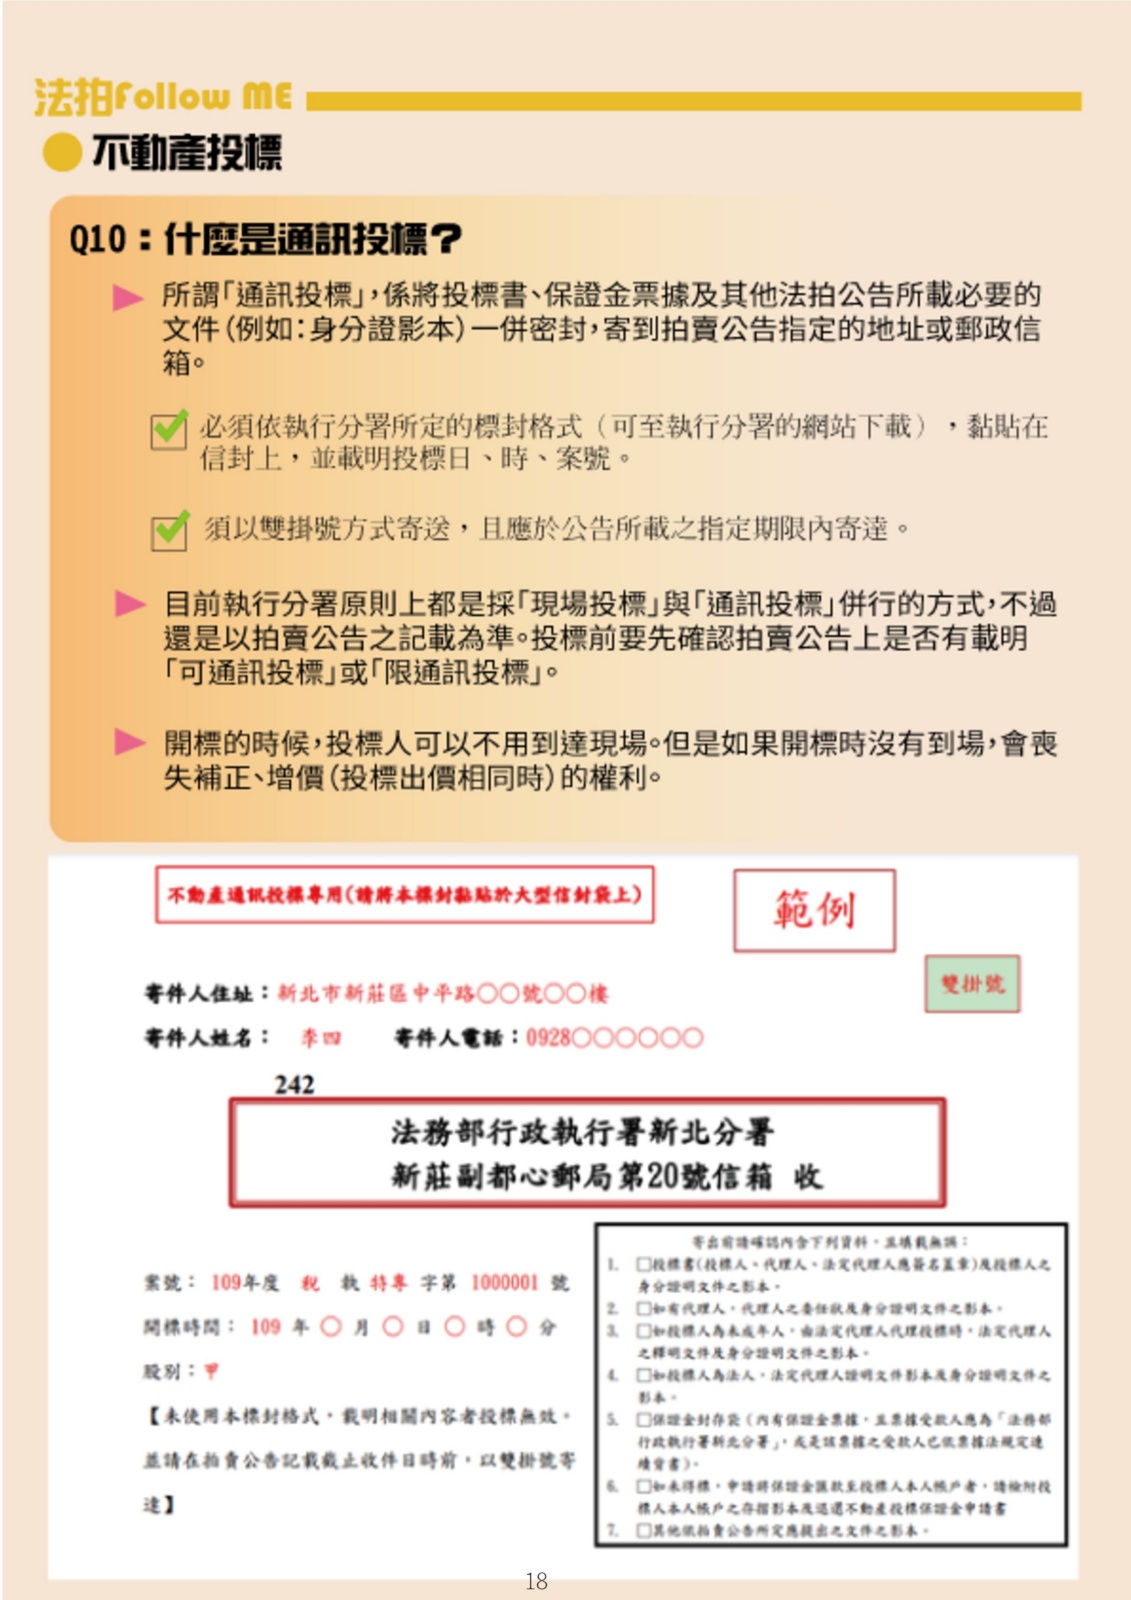 法拍Follow ME
不動產投標
Q10：什麼是通訊投標？
所謂「通訊投標」，係將投標書、保證金票據及其他法拍公告所載必要的
文件（例如：身分證影本）一併密封，寄到拍賣公告指定的地址或郵政信
箱。
必須依執行分署所定的標封格式（可至執行分署的網站下載），黏貼在
信封上，並載明投標日、時、案號。
須以雙掛號方式寄送，且應於公告所載之指定期限內寄達。
目前執行分署原則上都是採「現場投標」與「通訊投標」併行的方式，不過
還是以拍賣公告之記載為準。投標前要先確認拍賣公告上是否有載明
「可通訊投標」或「限通訊投標」。
開標的時候，投標人可以不用到達現場。但是如果開標時沒有到場，會喪
失補正、增價（投標出價相同時）的權利。
不動產通訊投標專用(請將本標封黏貼於大型信封袋上)
範例
雙掛號
寄件人住址：新北市新莊區中平路○○號○○樓
寄件人姓名： 李四 寄件人電話：0928○○○○○○
242
法務部行政執行署新北分署
新莊副都心郵局第20號信箱 收
案號： 109年度 稅 執 特專 字第 1000001 號
開標時間： 109 年 ○ 月 ○ 日 ○ 時 ○ 分
股別：甲
【未使用本標封格式，載明相關內容者投標無效。
並請在拍賣公告記載截止收件日時前，以雙掛號寄
達】
寄出前請確認內含下列資料，且填載無誤：
1. □投標書(投標人、代理人、法定代理人應簽名蓋章)及投標人之
身分證明文件之影本。
2. □如有代理人，代理人之委任狀及身分證明文件之影本。
3. □如投標人為未成年人，由法定代理人代理投標時，法定代理人
之釋明文件及身分證明文件之影本。
4. □如投標人為法人，法定代理人證明文件影本及身分證明文件之
影本。
5. □保證金封存袋（內有保證金票據，且票據受款人應為「法務部
行政執行署新北分署」，或是該票據之受款人已依票據法規定連
續背書）。
6. □如未得標，申請將保證金匯款至投標人本人帳戶者，請檢附投
標人本人帳戶之存摺影本及退還不動產投標保證金申請書
7. □其他依拍賣公告所定應提出之文件之影本。
18